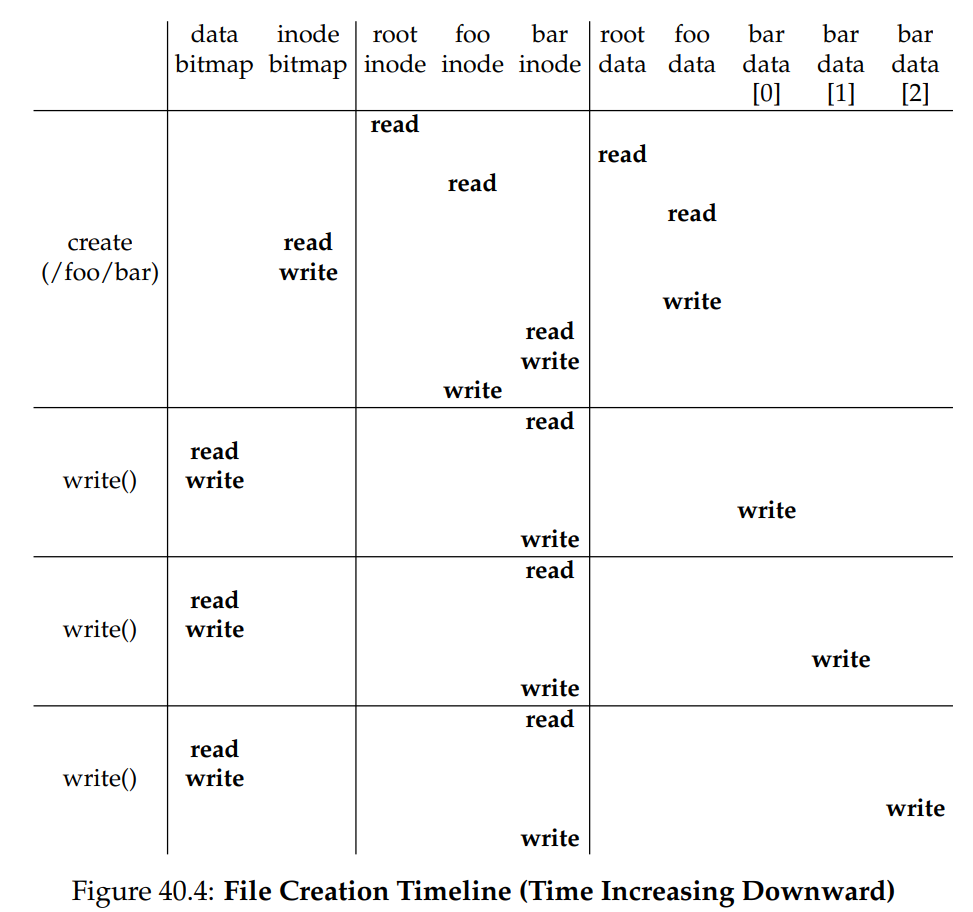 data inode root foo bar root foo bar bar bar
bitmap bitmap inode inode inode data data data data data
[0] [1] [2]
read
read
read
read
create read
(/foo/bar) write
write
read
write
write
read
read
write() write
write
write
read
read
write() write
write
write
read
read
write() write
write
write
Figure 40.4: File Creation Timeline (Time Increasing Downward)